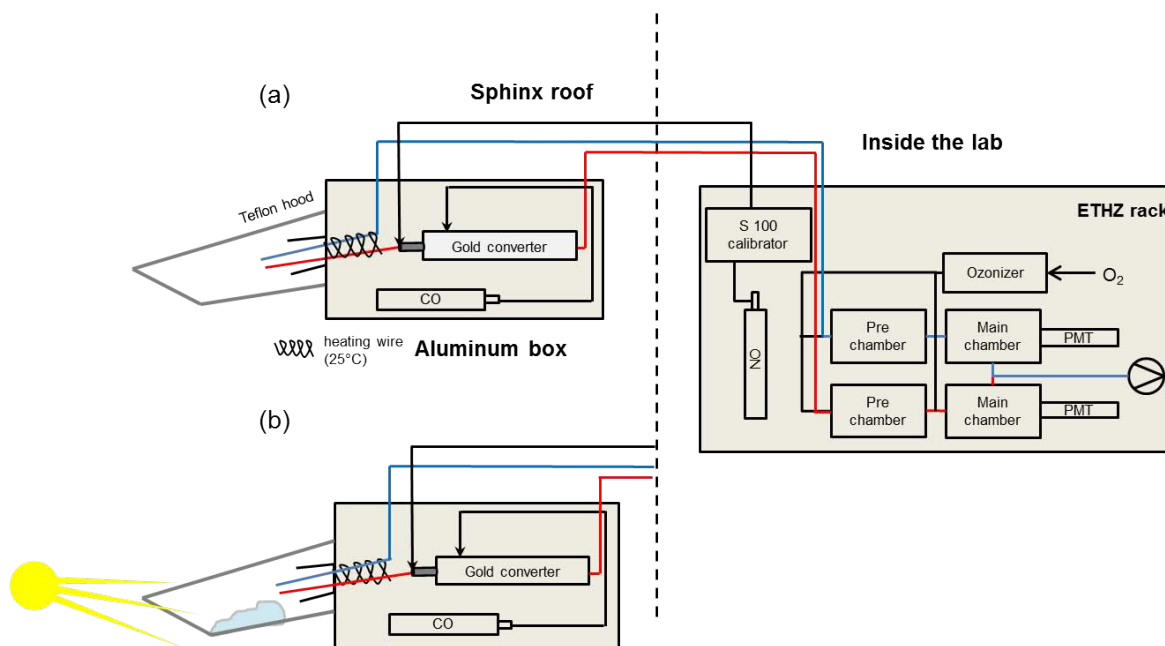 (a)
Sphinx roof
Inside the lab
Teflon hood
Gold converter
CO
heating wire
(25°C)
Aluminum box
ETHZ rack
S 100
calibrator
NO
Ozonizer
O₂
Pre
chamber
Main
chamber
PMT
Pre
chamber
Main
chamber
PMT
(b)
Gold converter
CO